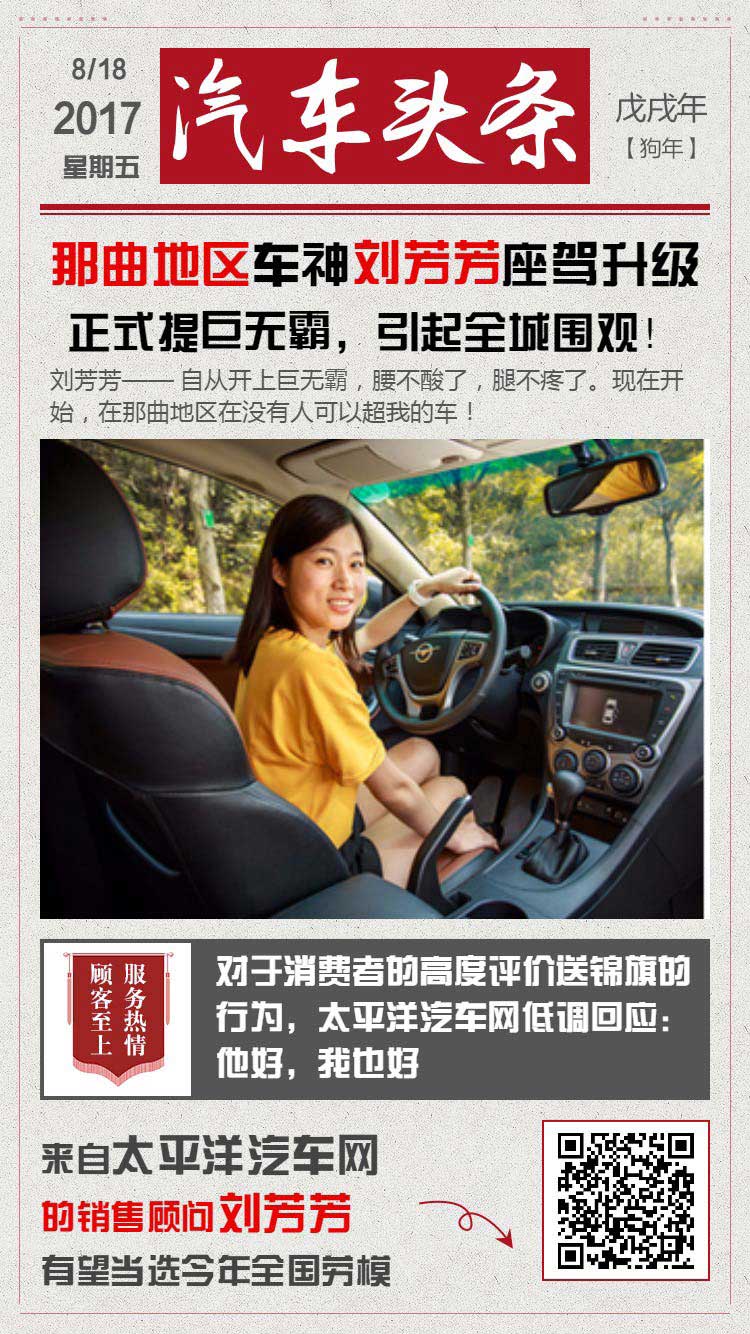 8/18
2017
星期五
汽车头条
戊戌年
【狗年】
那曲地区车神刘芳芳座驾升级
正式提巨无霸，引起全城围观！
刘芳芳—— 自从开上巨无霸，腰不酸了，腿不疼了。现在开
始，在那曲地区在没有人可以超我的车！
服务热情
顾客至上
对于消费者的高度评价送锦旗的
行为，太平洋汽车网低调回应：
他好，我也好
来自太平洋汽车网
的销售顾问刘芳芳
有望当选今年全国劳模